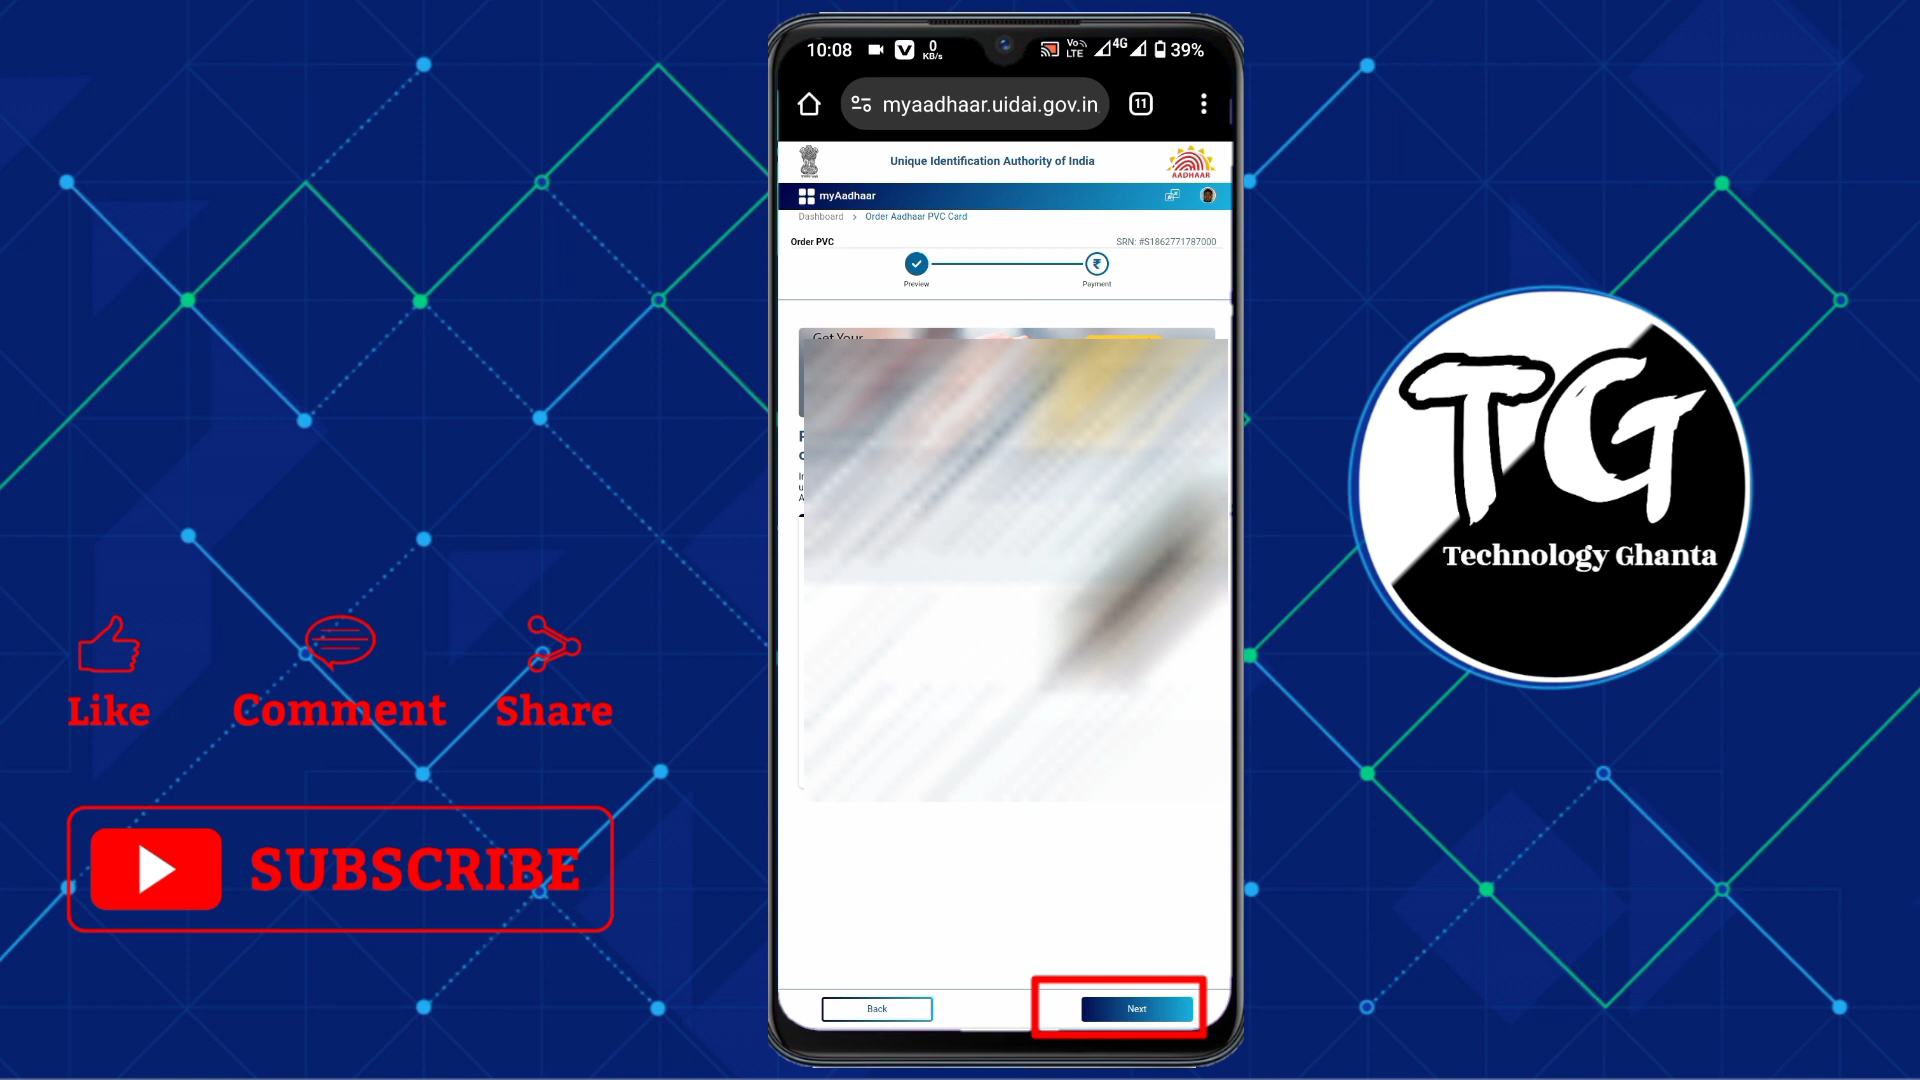 10:08
0
KB/s
Vo
LTE
4G
39%
myaadhaar.uidai.gov.in
11
Unique Identification Authority of India
AADHAAR
myAadhaar
Dashboard > Order Aadhaar PVC Card
Order PVC
SRN: #S1862771787000
₹
Preview
Payment
Get Your
Back
Next
Like
Comment
Share
SUBSCRIBE
TG
Technology Ghanta